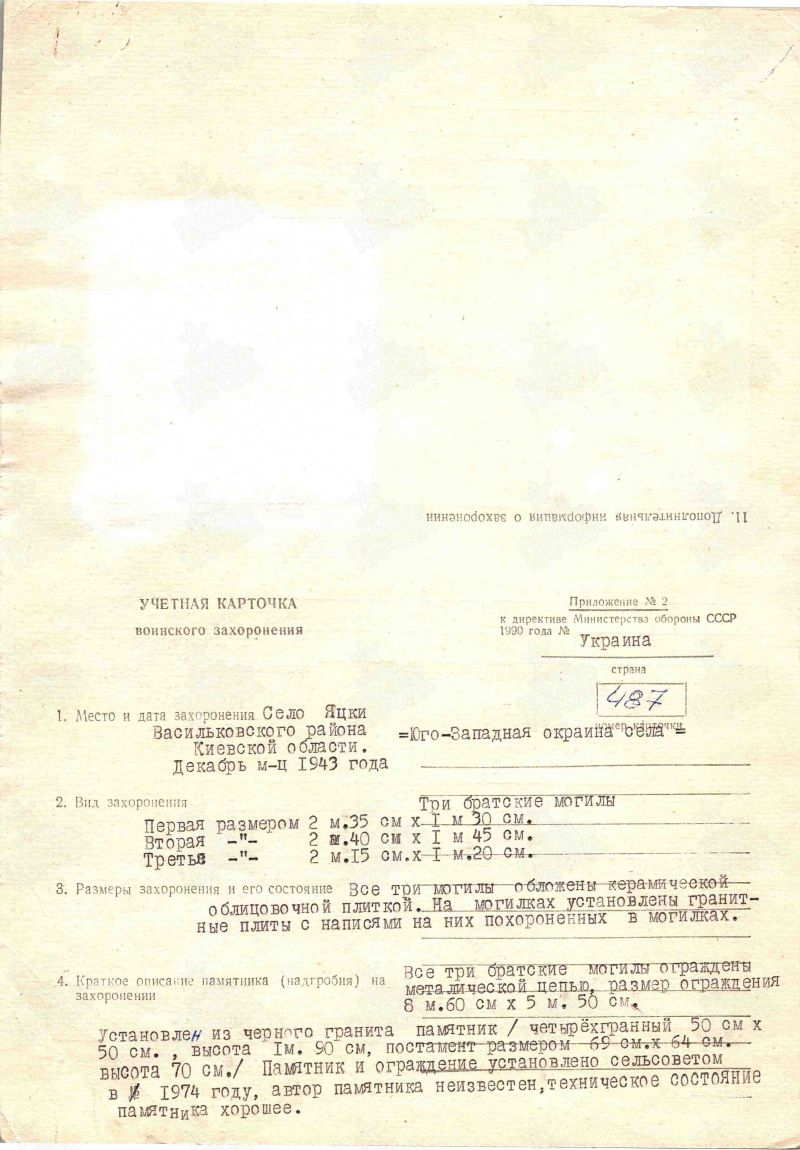 11. Дополнительная информация о захоронении
УЧЕТНАЯ КАРТОЧКА
воинского захоронения
Приложение № 2
к директиве Министерства обороны СССР
1990 года №
Украина
страна
487
номер карточки
1. Место и дата захоронения Село Яцки
Васильковского района =Юго-Западная окраина села =
Киевской области.
Декабрь м-ц 1943 года
2. Вид захоронения Три братские могилы
Первая размером 2 м.35 см х I м 30 см.
Вторая -"- 2 м.40 см х I м 45 см.
Третья -"- 2 м.15 см.х I м.20 см.
3. Размеры захоронения и его состояние Все три могилы обложены керамической
облицовочной плиткой. На могилках установлены гранит-
ные плиты с написями на них похороненных в могилках.
4. Краткое описание памятника (надгробия) на
захоронении
Все три братские могилы ограждены
металической цепью, размер ограждения
8 м.60 см х 5 м. 50 см.
Установлен из черного гранита памятник / четырёхгранный 50 см х
50 см. , высота Iм. 90 см, постамент размером 69 см.х 64 см.
высота 70 см./ Памятник и ограждение установлено сельсоветом
в 1974 году, автор памятника неизвестен,техническое состояние
памятника хорошее.